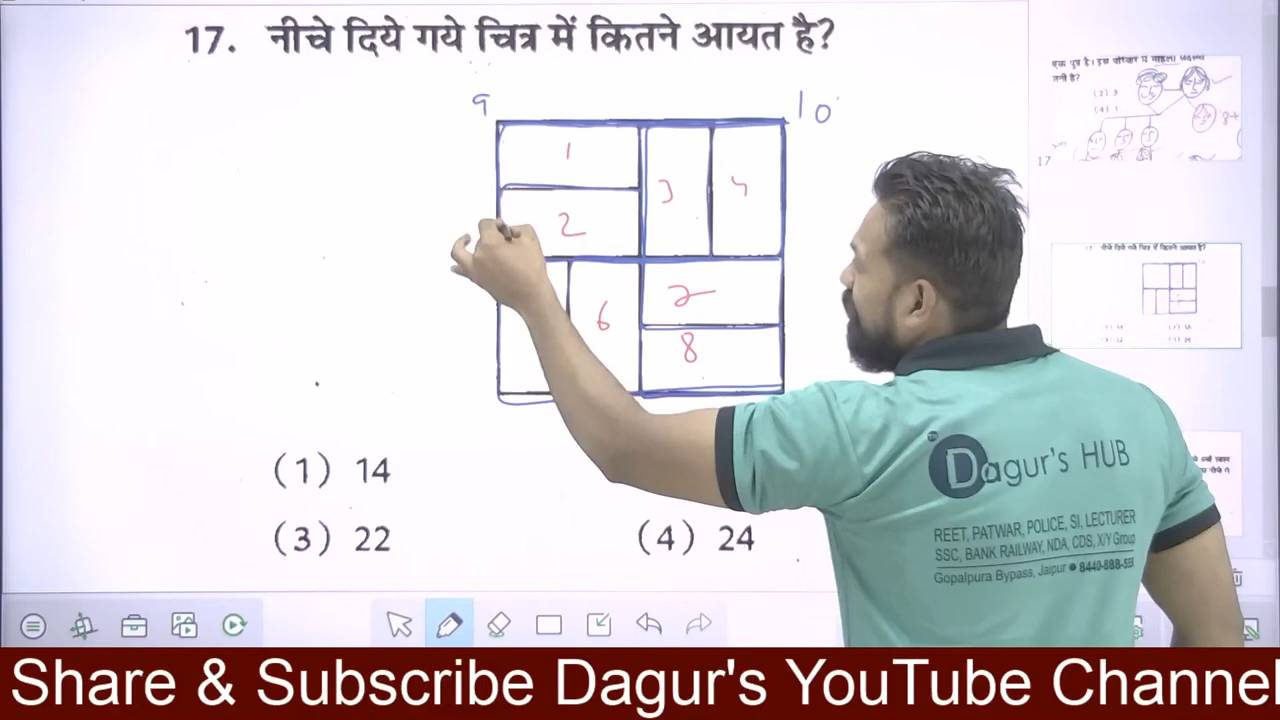 17. नीचे दिये गये चित्र में कितने आयत है?
9
10
1
2
3
4
6
8
(1) 14
(3) 22
(4) 24
17
Dagur's HUB
REET, PATWAR, POLICE, SI, LECTURER
SSC, BANK RAILWAY, NDA, CDS, X/Y Group
Gopalpura Bypass, Jaipur
Share & Subscribe Dagur's YouTube Channel